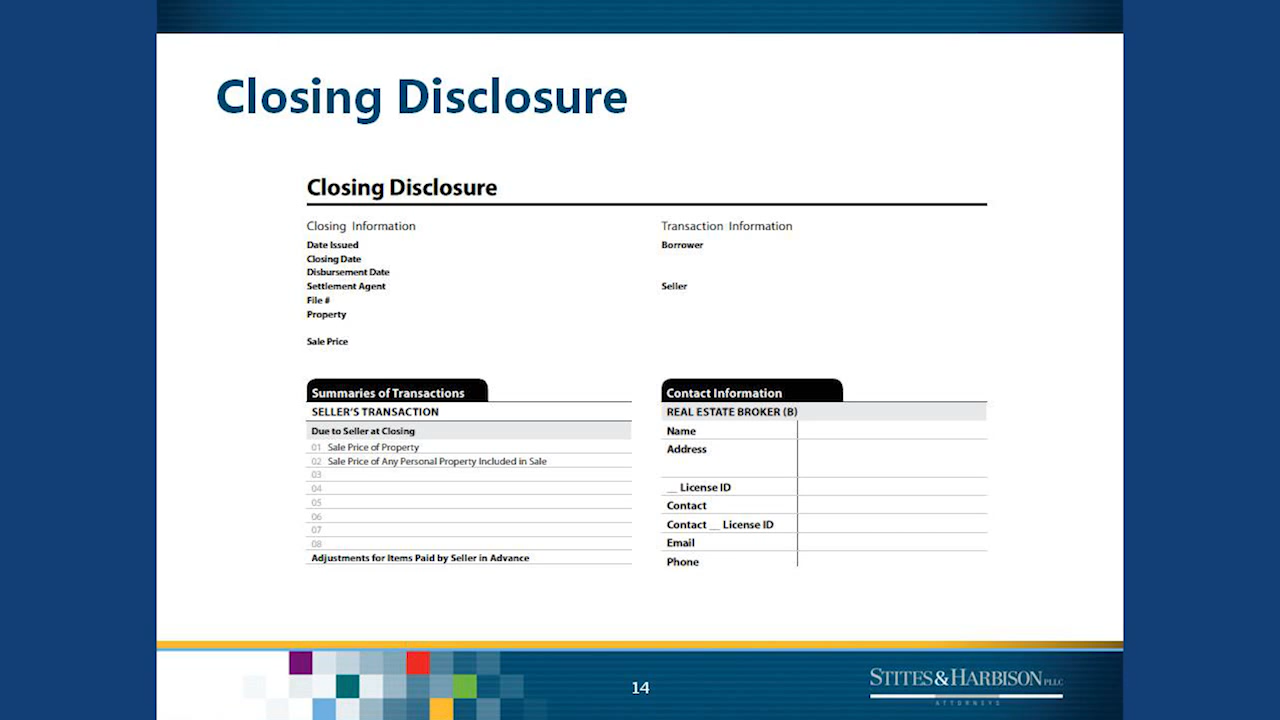 Closing Disclosure
Closing Disclosure
Closing Information
Date Issued
Closing Date
Disbursement Date
Settlement Agent
File #
Property
Sale Price
Transaction Information
Borrower
Seller
Summaries of Transactions
SELLER'S TRANSACTION
Due to Seller at Closing
01 Sale Price of Property
02 Sale Price of Any Personal Property Included in Sale
03
04
05
06
07
08
Adjustments for Items Paid by Seller in Advance
Contact Information
REAL ESTATE BROKER (B)
Name
Address
__ License ID
Contact
Contact __ License ID
Email
Phone
14
STITES & HARBISON PLLC
ATTORNEYS